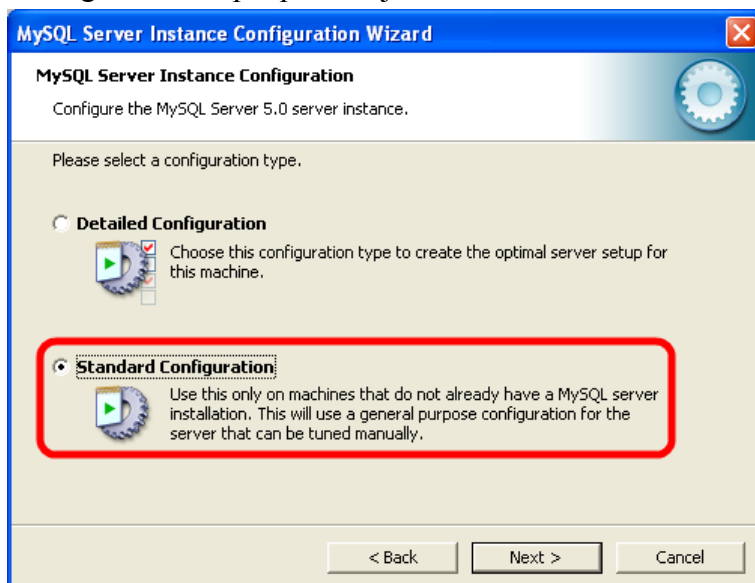 MySQL Server Instance Configuration Wizard
MySQL Server Instance Configuration
Configure the MySQL Server 5.0 server instance.
Please select a configuration type.
Detailed Configuration
Choose this configuration type to create the optimal server setup for
this machine.
Standard Configuration
Use this only on machines that do not already have a MySQL server
installation. This will use a general purpose configuration for the
server that can be tuned manually.
< Back
Next >
Cancel